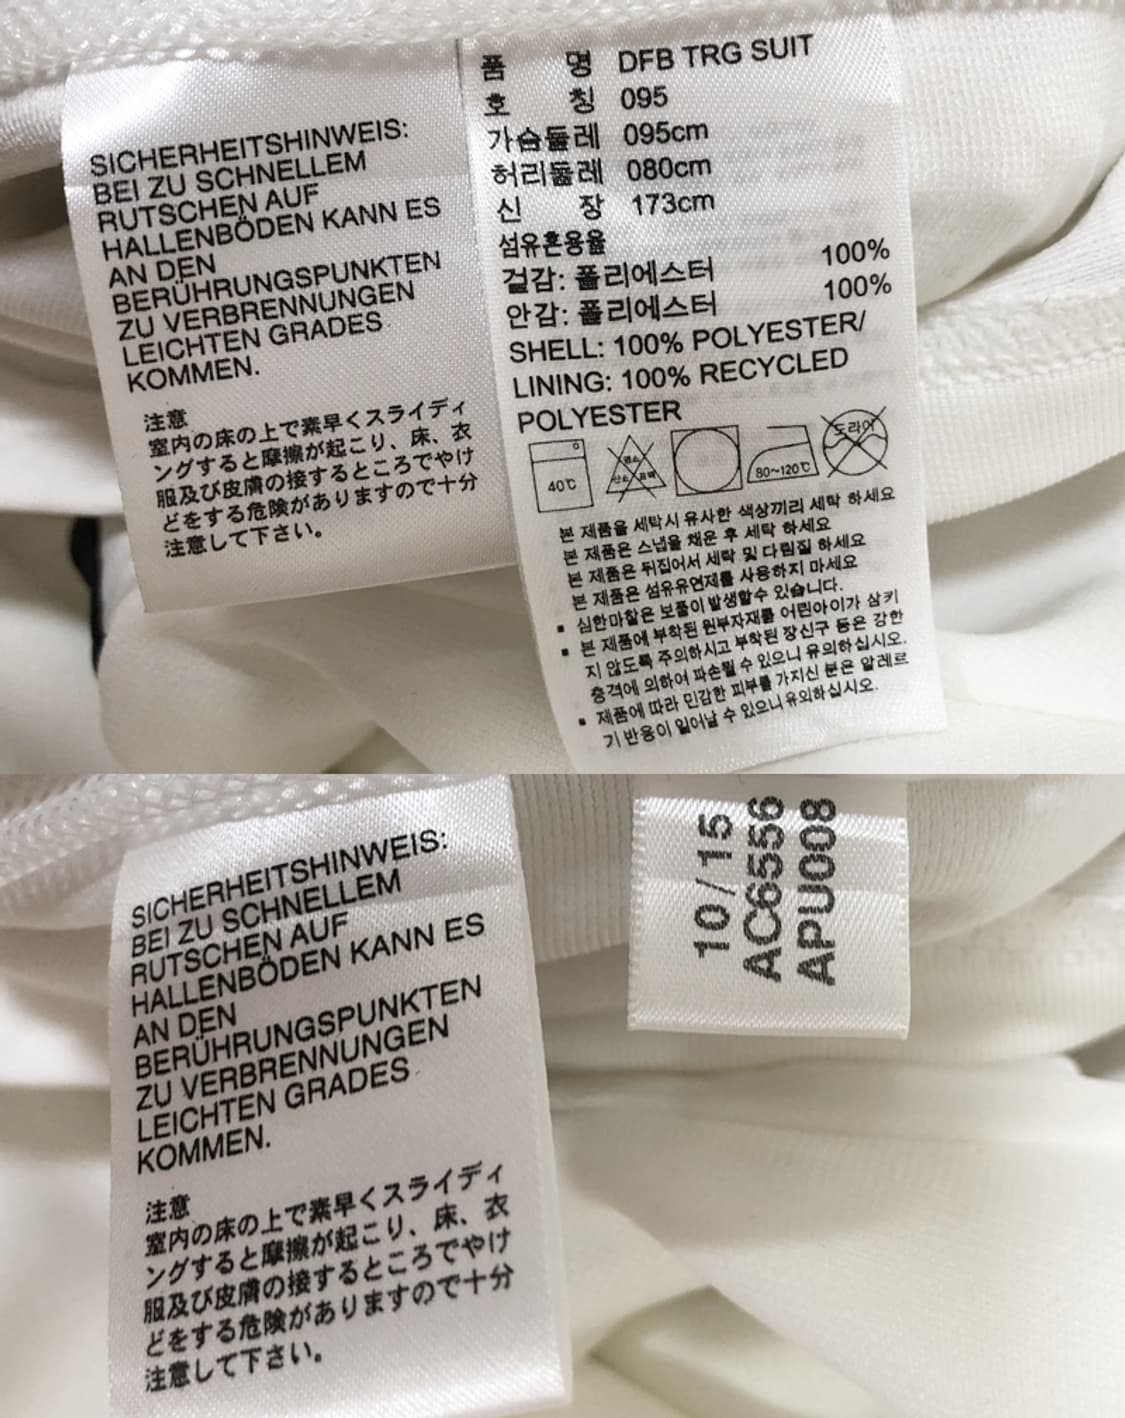 SICHERHEITSHINWEIS:
BEI ZU SCHNELLEM
RUTSCHEN AUF
HALLENBÖDEN KANN ES
AN DEN
BERÜHRUNGSPUNKTEN
ZU VERBRENNUNGEN
LEICHTEN GRADES
KOMMEN.
注意
室内の床の上で素早くスライディ
ングすると摩擦が起こり、床、衣
服及び皮膚の接するところでやけ
どをする危険がありますので十分
注意して下さい。
품 명 DFB TRG SUIT
호 칭 095
가슴둘레 095cm
허리둘레 080cm
신 장 173cm
섬유혼용율
겉감: 폴리에스터 100%
안감: 폴리에스터 100%
SHELL: 100% POLYESTER/
LINING: 100% RECYCLED
POLYESTER
40℃ 염소 산소 표백 80~120℃ 드라이
본 제품을 세탁시 유사한 색상끼리 세탁 하세요
본 제품은 스냅을 채운 후 세탁 하세요
본 제품은 뒤집어서 세탁 및 다림질 하세요
본 제품은 섬유유연제를 사용하지 마세요
▪ 심한마찰은 보풀이 발생할수 있습니다.
▪ 본 제품에 부착된 원부자재를 어린아이가 삼키
지 않도록 주의하시고 부착된 장신구 등은 강한
충격에 의하여 파손될 수 있으니 유의하십시오.
▪ 제품에 따라 민감한 피부를 가지신 분은 알레르
기 반응이 일어날 수 있으니 유의하십시오.
SICHERHEITSHINWEIS:
BEI ZU SCHNELLEM
RUTSCHEN AUF
HALLENBÖDEN KANN ES
AN DEN
BERÜHRUNGSPUNKTEN
ZU VERBRENNUNGEN
LEICHTEN GRADES
KOMMEN.
注意
室内の床の上で素早くスライディ
ングすると摩擦が起こり、床、衣
服及び皮膚の接するところでやけ
どをする危険がありますので十分
注意して下さい。
10/15
AC6556
APU008